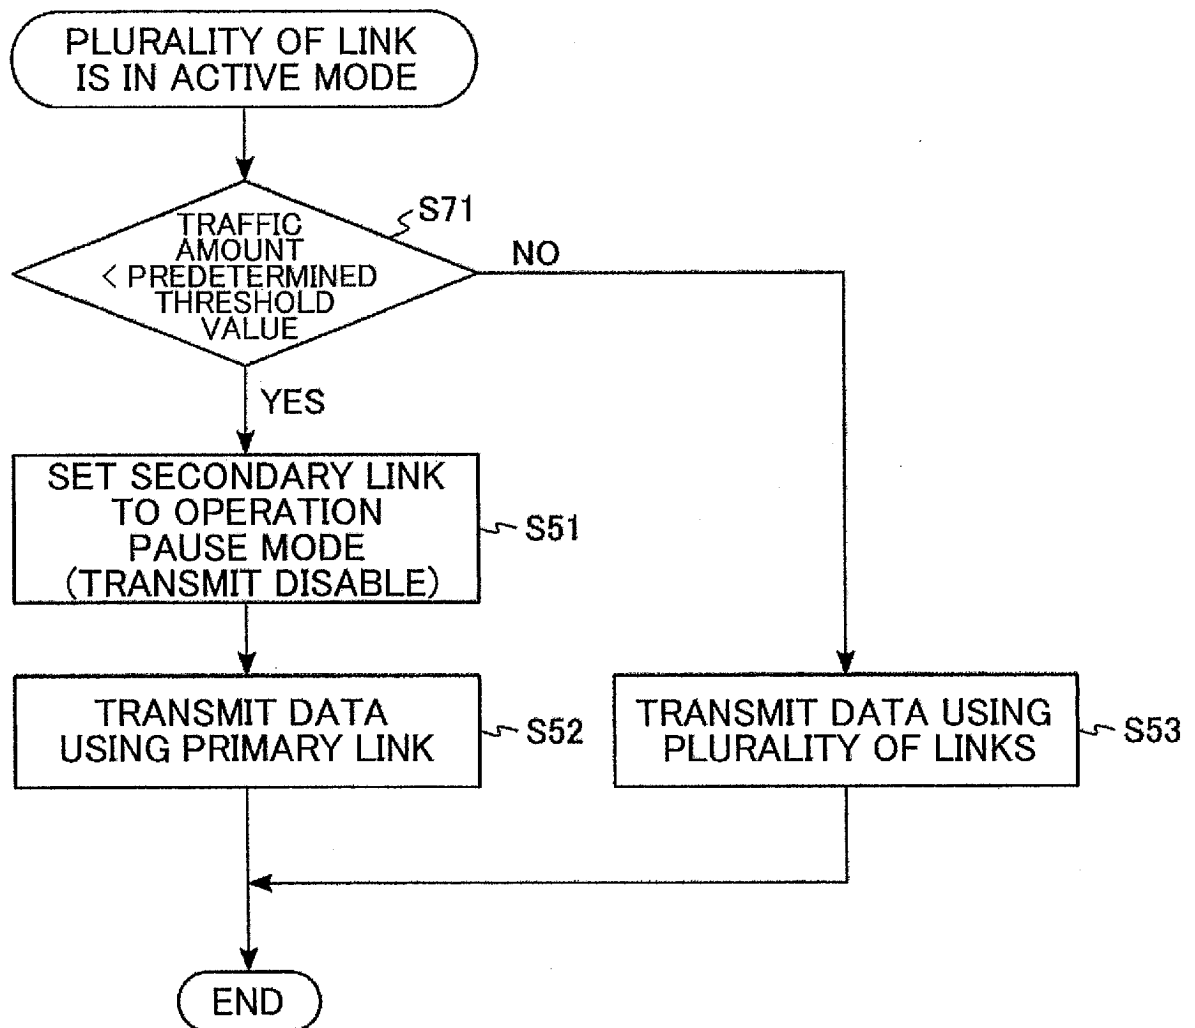 PLURALITY OF LINK
IS IN ACTIVE MODE
S71
TRAFFIC
AMOUNT
< PREDETERMINED
THRESHOLD
VALUE
NO
YES
SET SECONDARY LINK
TO OPERATION
PAUSE MODE
(TRANSMIT DISABLE)
S51
TRANSMIT DATA
USING PRIMARY LINK
S52
TRANSMIT DATA USING
PLURALITY OF LINKS
S53
END